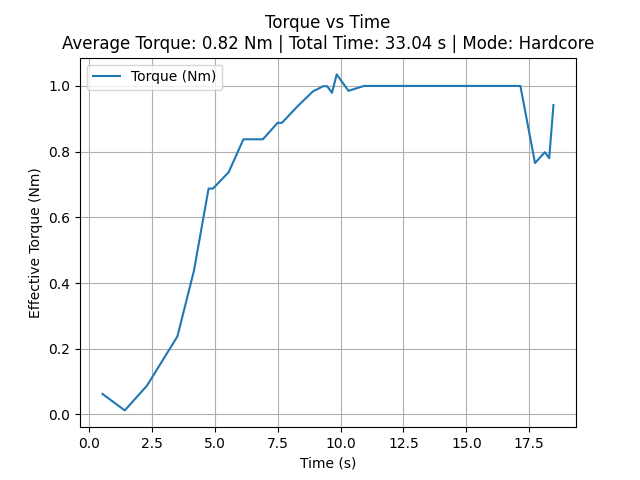 Torque vs Time
Average Torque: 0.82 Nm | Total Time: 33.04 s | Mode: Hardcore
Torque (Nm)
Effective Torque (Nm)
1.0
0.8
0.6
0.4
0.2
0.0
0.0 2.5 5.0 7.5 10.0 12.5 15.0 17.5
Time (s)